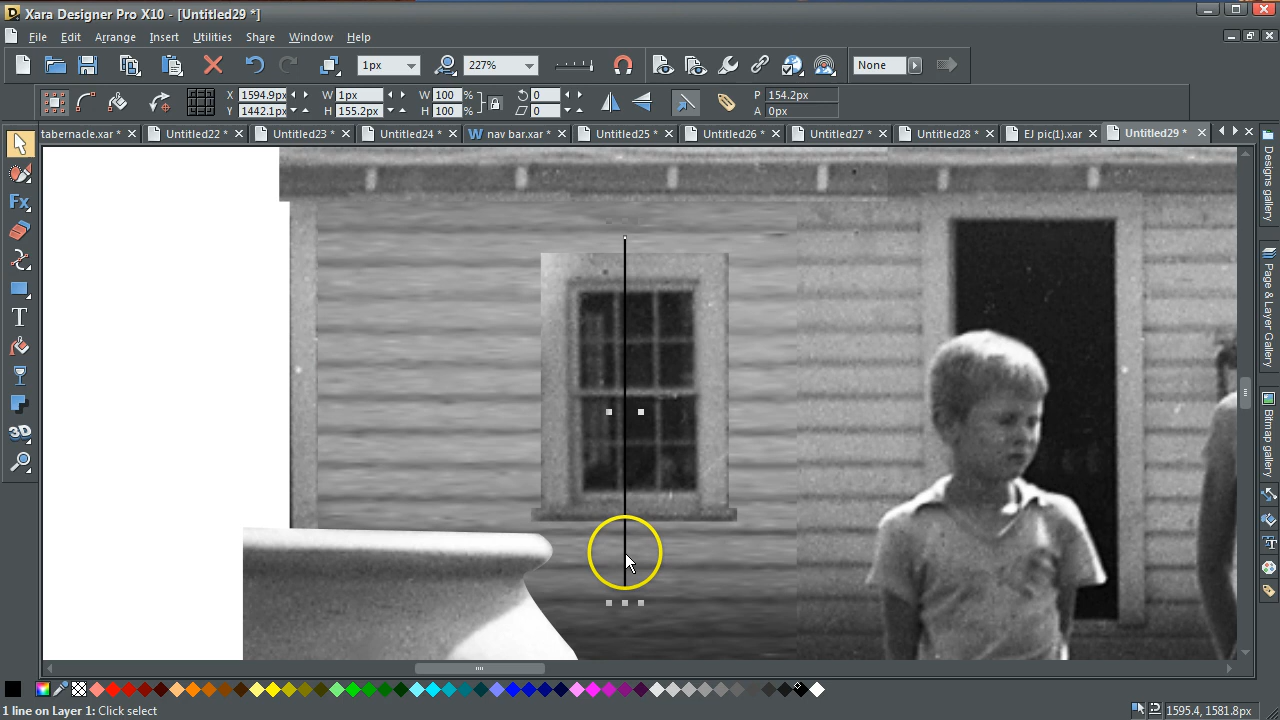 Xara Designer Pro X10 - [Untitled29 *]
File Edit Arrange Insert Utilities Share Window Help
1px 227% None
X 1594.9px W 1px W 100 % 0 P 154.2px
Y 1442.1px H 155.2px H 100 % 0 A 0px
tabernacle.xar * Untitled22 * Untitled23 * Untitled24 * nav bar.xar * Untitled25 * Untitled26 * Untitled27 * Untitled28 * EJ pic(1).xar Untitled29 *
Designs gallery
Fx
Page & Layer Gallery
T
Bitmap gallery
3D
1 line on Layer 1: Click select 1595.4, 1581.8px